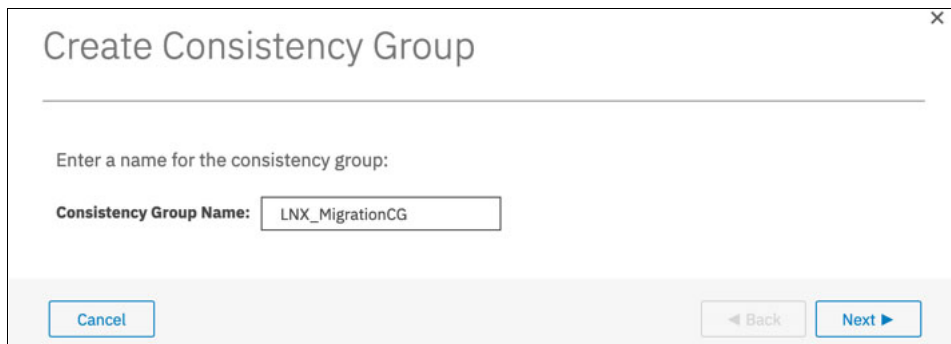 Create Consistency Group
Enter a name for the consistency group:
Consistency Group Name: LNX_MigrationCG
Cancel ◄ Back Next ►